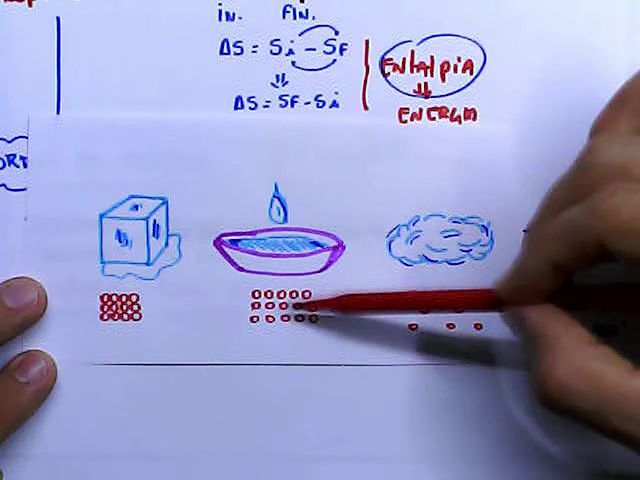 IN. FIN.
ΔS = Si - SF
ΔS = SF - Si
ENtalpiA
ENERGIA